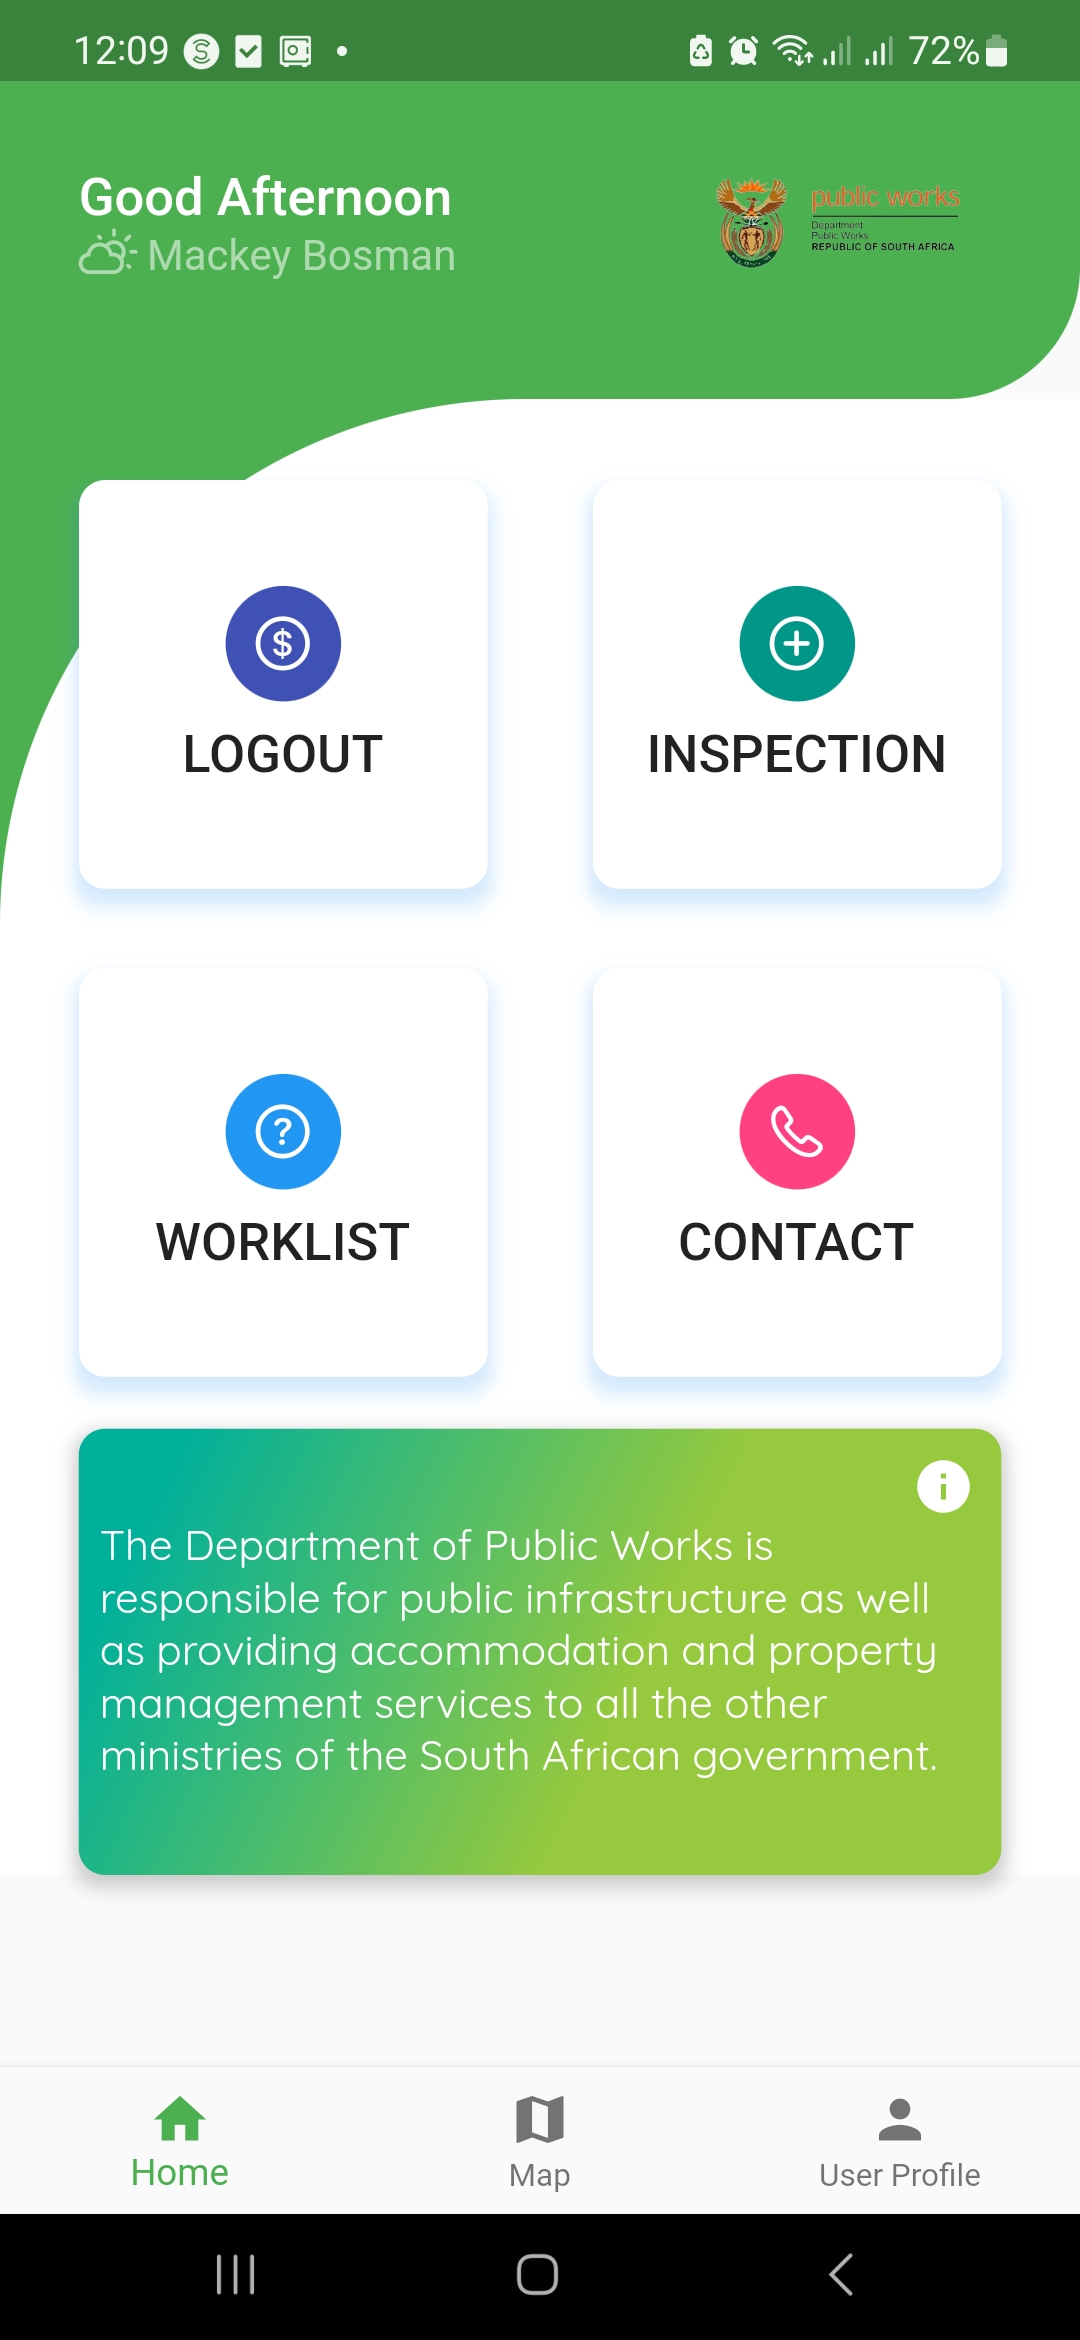 12:09
72%
Good Afternoon
Mackey Bosman
public works
Department
Public Works
REPUBLIC OF SOUTH AFRICA
$
LOGOUT
INSPECTION
?
WORKLIST
CONTACT
The Department of Public Works is
responsible for public infrastructure as well
as providing accommodation and property
management services to all the other
ministries of the South African government.
Home
Map
User Profile